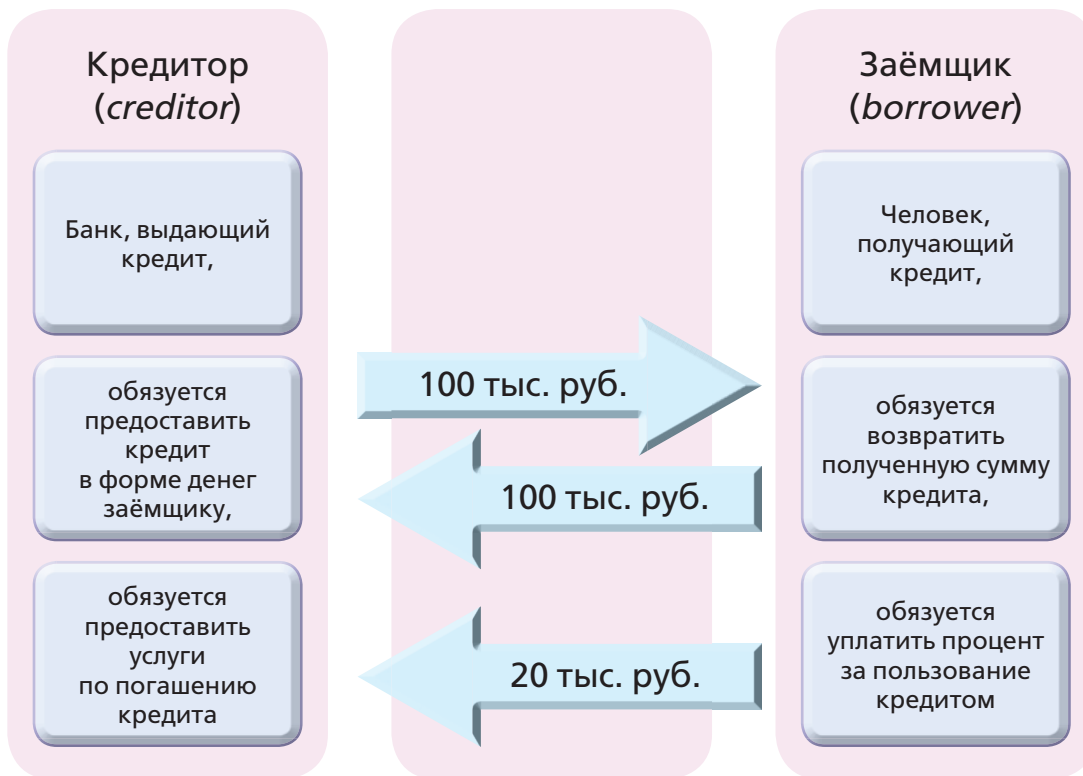 Кредитор
(creditor)
Банк, выдающий
кредит,
обязуется
предоставить
кредит
в форме денег
заёмщику,
обязуется
предоставить
услуги
по погашению
кредита
100 тыс. руб.
100 тыс. руб.
20 тыс. руб.
Заёмщик
(borrower)
Человек,
получающий
кредит,
обязуется
возвратить
полученную сумму
кредита,
обязуется
уплатить процент
за пользование
кредитом